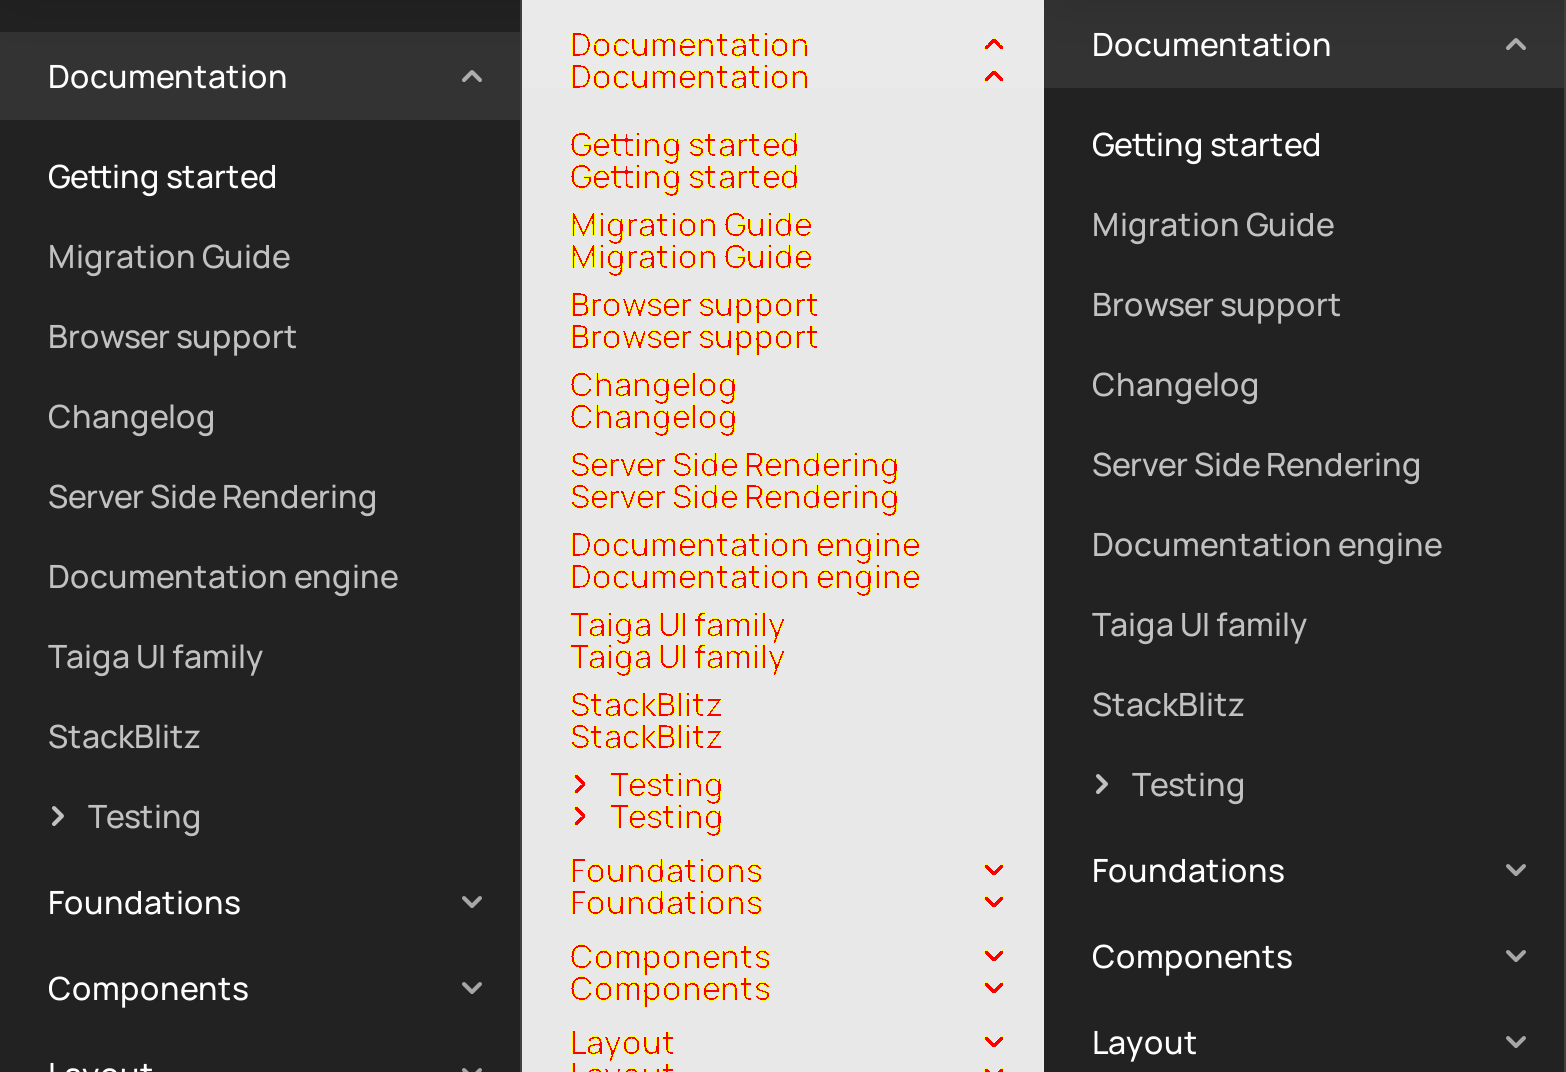 Documentation
Getting started
Migration Guide
Browser support
Changelog
Server Side Rendering
Documentation engine
Taiga UI family
StackBlitz
Testing
Foundations
Components
Layout
Documentation
Documentation
Getting started
Getting started
Migration Guide
Migration Guide
Browser support
Browser support
Changelog
Changelog
Server Side Rendering
Server Side Rendering
Documentation engine
Documentation engine
Taiga UI family
Taiga UI family
StackBlitz
StackBlitz
Testing
Testing
Foundations
Foundations
Components
Components
Layout
Layout
Documentation
Getting started
Migration Guide
Browser support
Changelog
Server Side Rendering
Documentation engine
Taiga UI family
StackBlitz
Testing
Foundations
Components
Layout